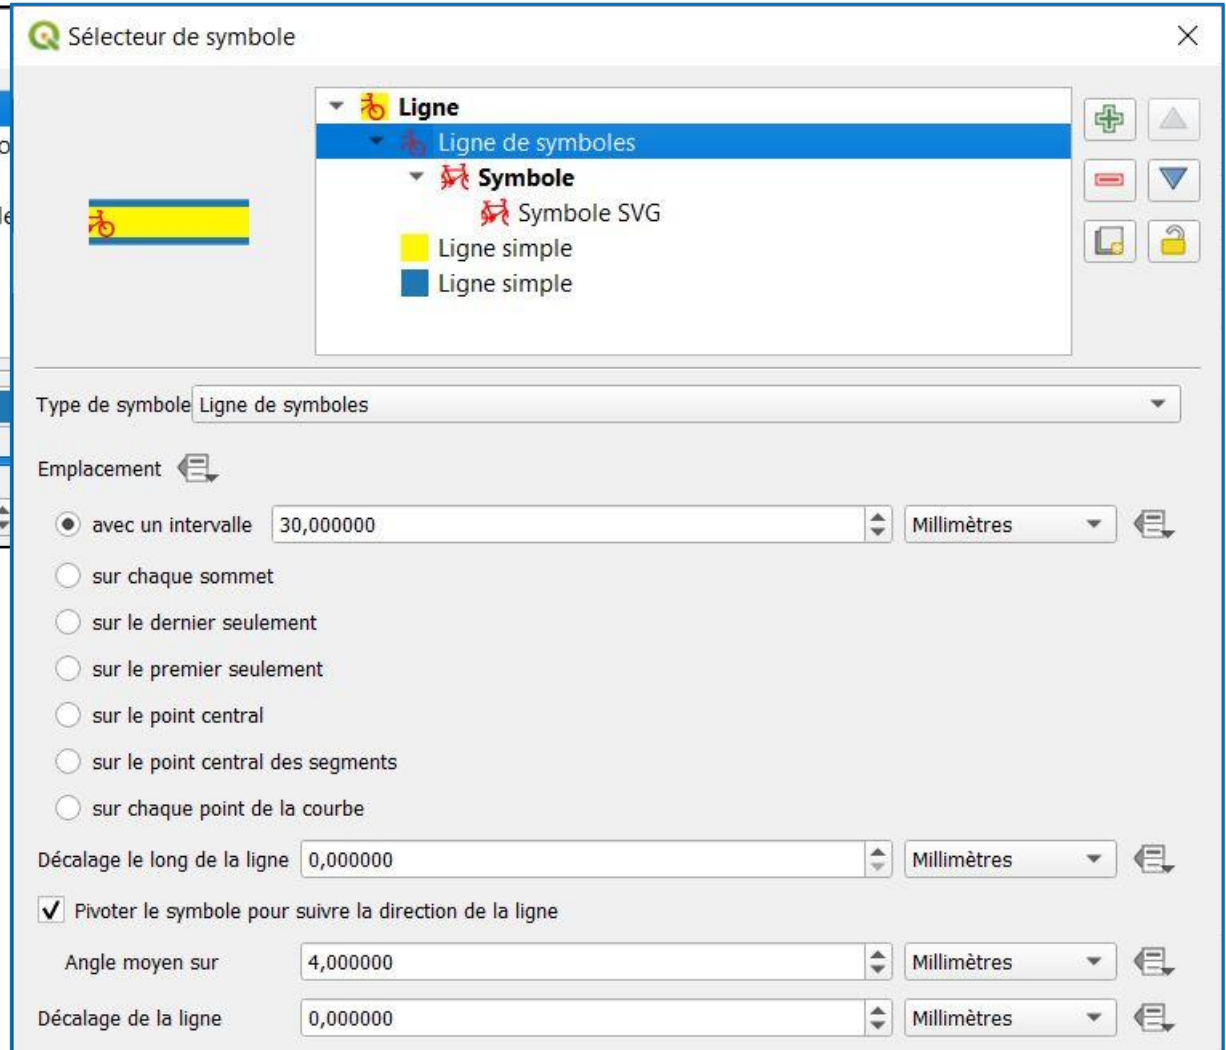 Sélecteur de symbole
Ligne
Ligne de symboles
Symbole
Symbole SVG
Ligne simple
Ligne simple
Type de symbole Ligne de symboles
Emplacement
avec un intervalle 30,000000 Millimètres
sur chaque sommet
sur le dernier seulement
sur le premier seulement
sur le point central
sur le point central des segments
sur chaque point de la courbe
Décalage le long de la ligne 0,000000 Millimètres
Pivoter le symbole pour suivre la direction de la ligne
Angle moyen sur 4,000000 Millimètres
Décalage de la ligne 0,000000 Millimètres